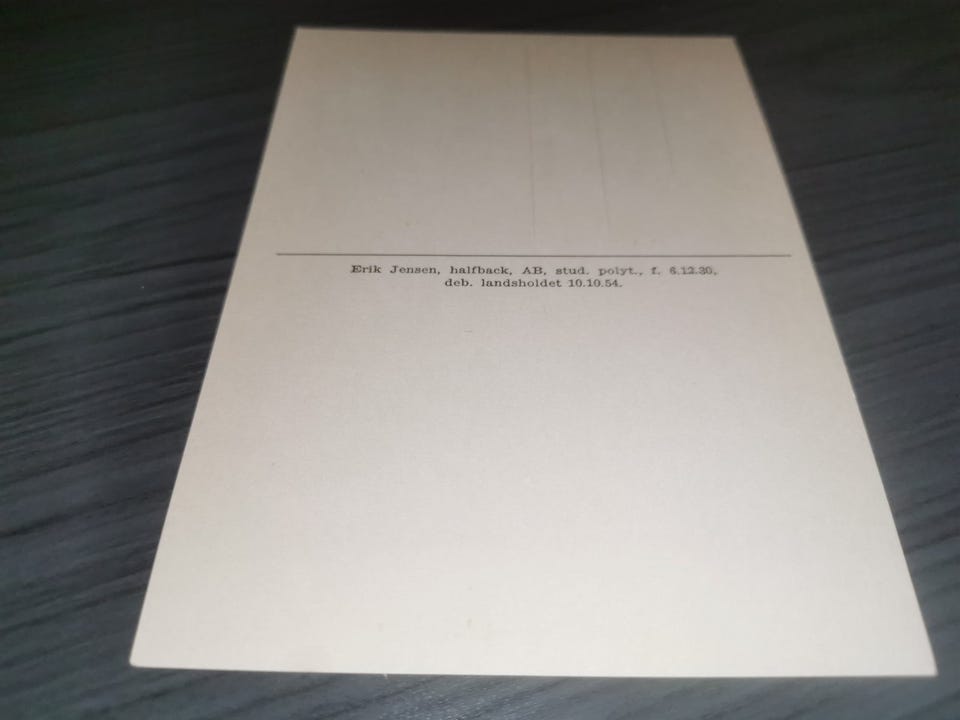 Erik Jensen, halfback, AB, stud. polyt., f. 6.12.30,
deb. landsholdet 10.10.54.